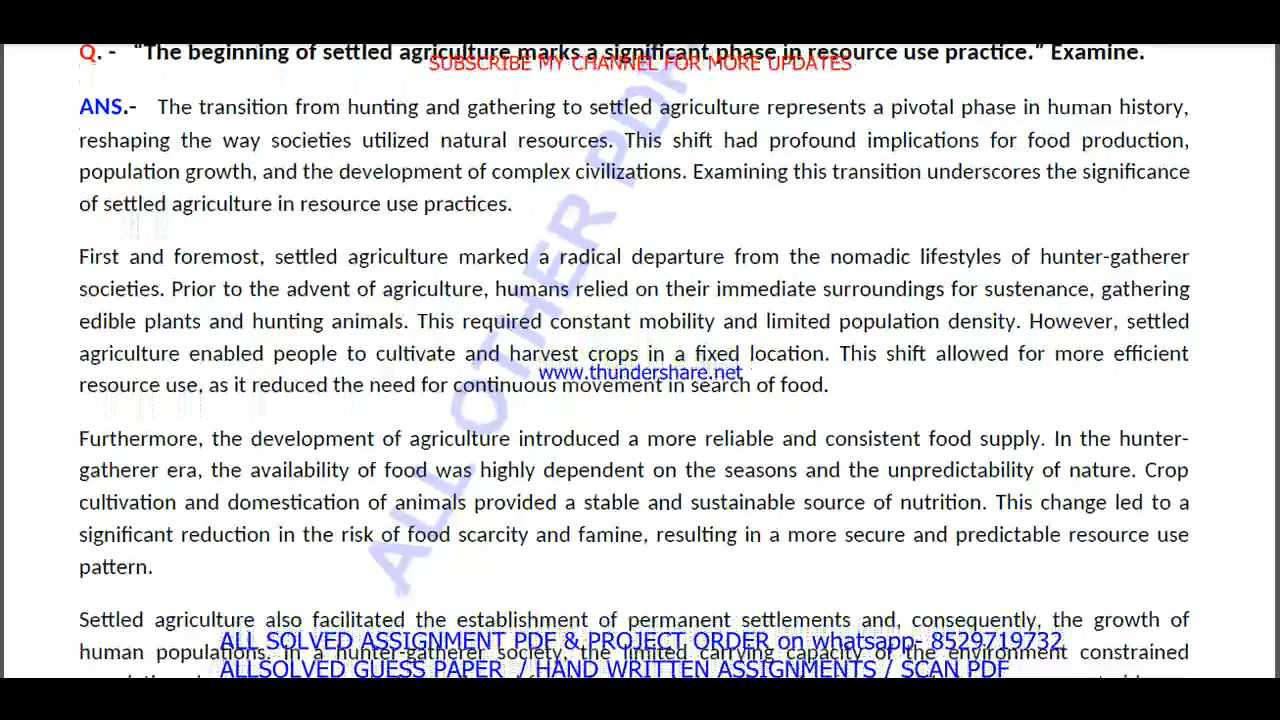 Q. - “The beginning of settled agriculture marks a significant phase in resource use practice.” Examine.
SUBSCRIBE MY CHANNEL FOR MORE UPDATES
ANS.- The transition from hunting and gathering to settled agriculture represents a pivotal phase in human history,
reshaping the way societies utilized natural resources. This shift had profound implications for food production,
population growth, and the development of complex civilizations. Examining this transition underscores the significance
of settled agriculture in resource use practices.
First and foremost, settled agriculture marked a radical departure from the nomadic lifestyles of hunter-gatherer
societies. Prior to the advent of agriculture, humans relied on their immediate surroundings for sustenance, gathering
edible plants and hunting animals. This required constant mobility and limited population density. However, settled
agriculture enabled people to cultivate and harvest crops in a fixed location. This shift allowed for more efficient
www.thundershare.net
resource use, as it reduced the need for continuous movement in search of food.
Furthermore, the development of agriculture introduced a more reliable and consistent food supply. In the hunter-
gatherer era, the availability of food was highly dependent on the seasons and the unpredictability of nature. Crop
cultivation and domestication of animals provided a stable and sustainable source of nutrition. This change led to a
significant reduction in the risk of food scarcity and famine, resulting in a more secure and predictable resource use
pattern.
Settled agriculture also facilitated the establishment of permanent settlements and, consequently, the growth of
ALL SOLVED ASSIGNMENT PDF & PROJECT ORDER on whatsapp- 8529719732
human populations. In a hunter-gatherer society, the limited carrying capacity of the environment constrained
ALLSOLVED GUESS PAPER / HAND WRITTEN ASSIGNMENTS / SCAN PDF
ALL OTHER PDF